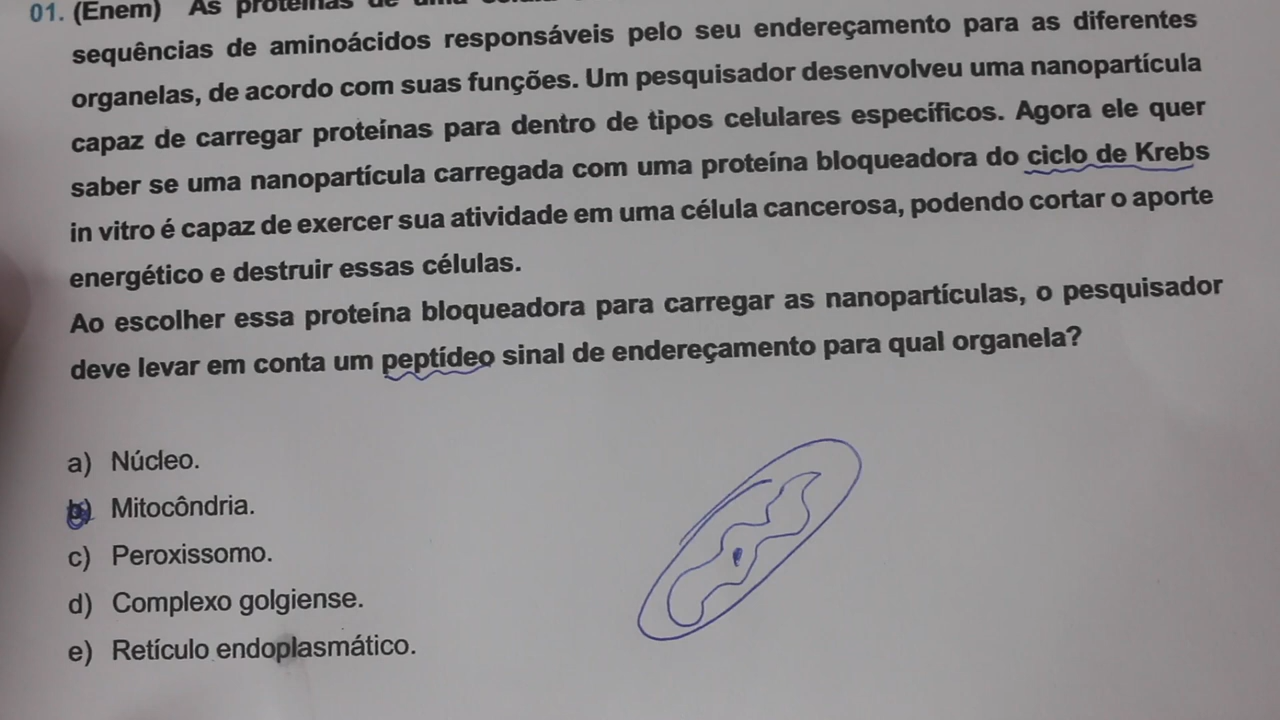 01. (Enem) As proteínas de uma
sequências de aminoácidos responsáveis pelo seu endereçamento para as diferentes
organelas, de acordo com suas funções. Um pesquisador desenvolveu uma nanopartícula
capaz de carregar proteínas para dentro de tipos celulares específicos. Agora ele quer
saber se uma nanopartícula carregada com uma proteína bloqueadora do ciclo de Krebs
in vitro é capaz de exercer sua atividade em uma célula cancerosa, podendo cortar o aporte
energético e destruir essas células.
Ao escolher essa proteína bloqueadora para carregar as nanopartículas, o pesquisador
deve levar em conta um peptídeo sinal de endereçamento para qual organela?
a) Núcleo.
b) Mitocôndria.
c) Peroxissomo.
d) Complexo golgiense.
e) Retículo endoplasmático.